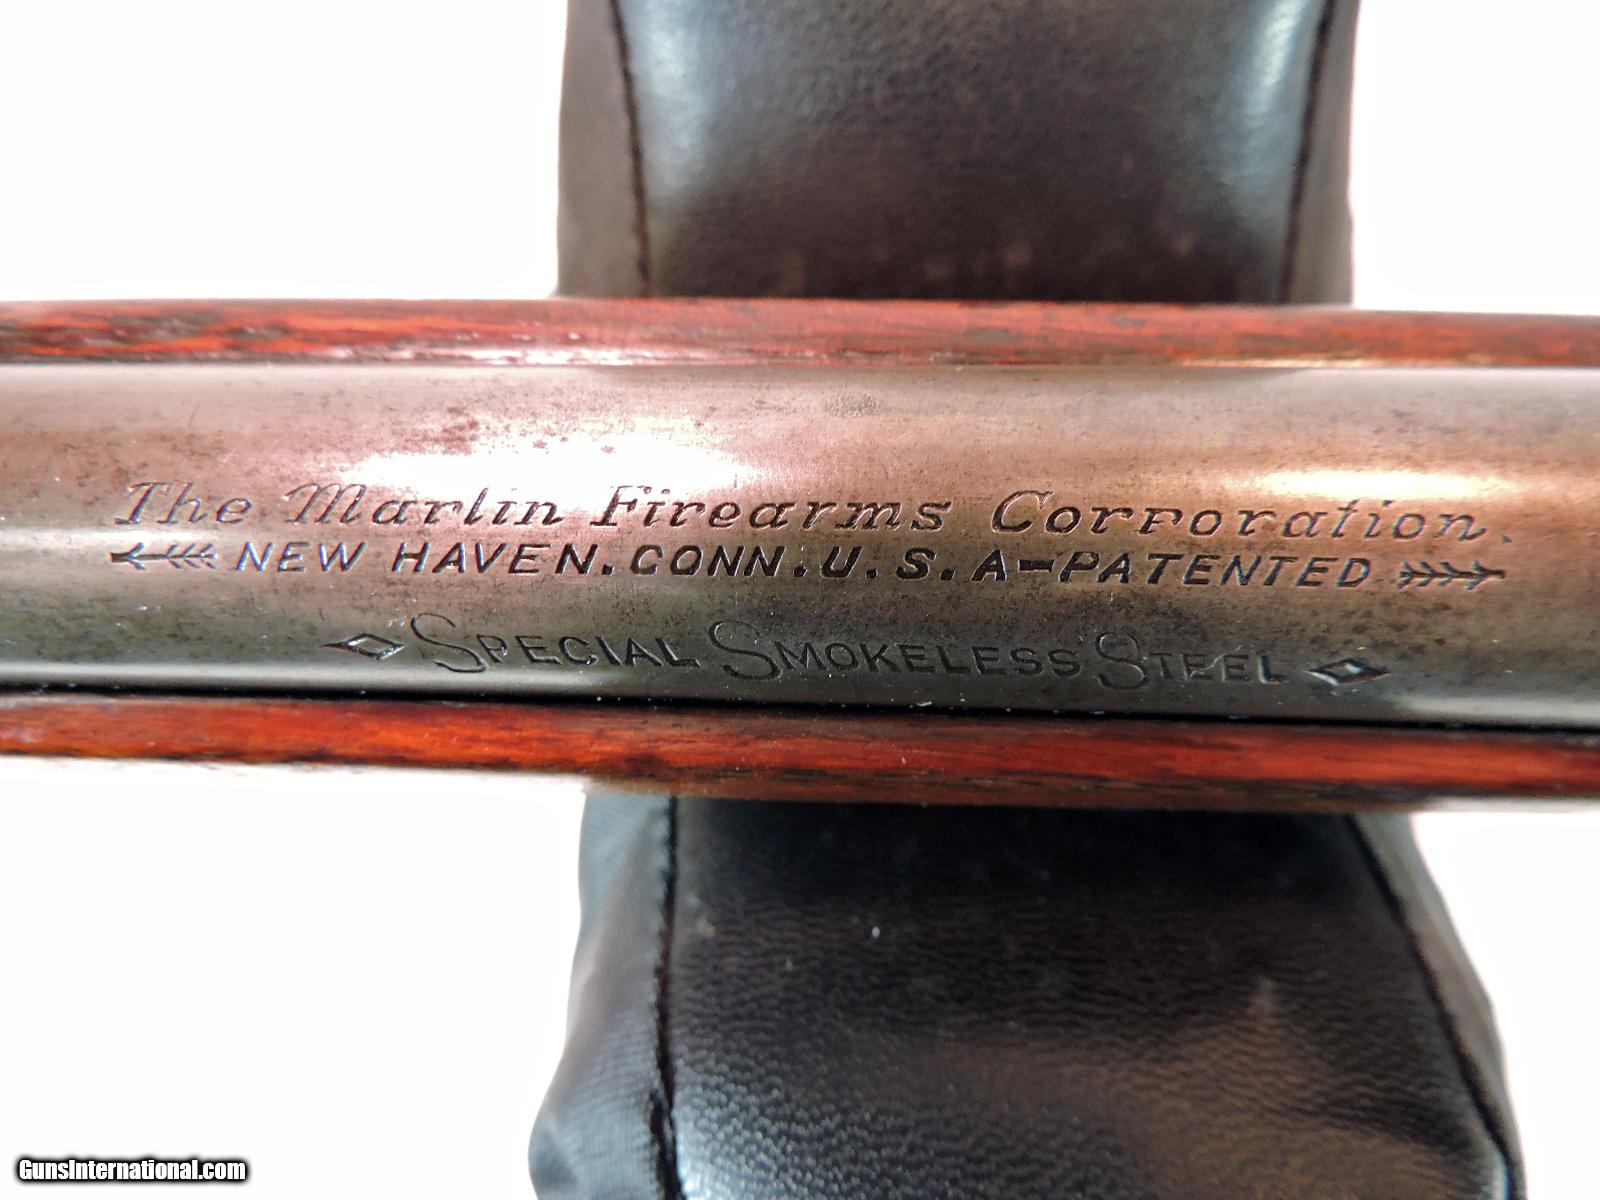 The Marlin Firearms Corporation.
NEW HAVEN. CONN. U. S. A-PATENTED
SPECIAL SMOKELESS STEEL
GunsInternational.com